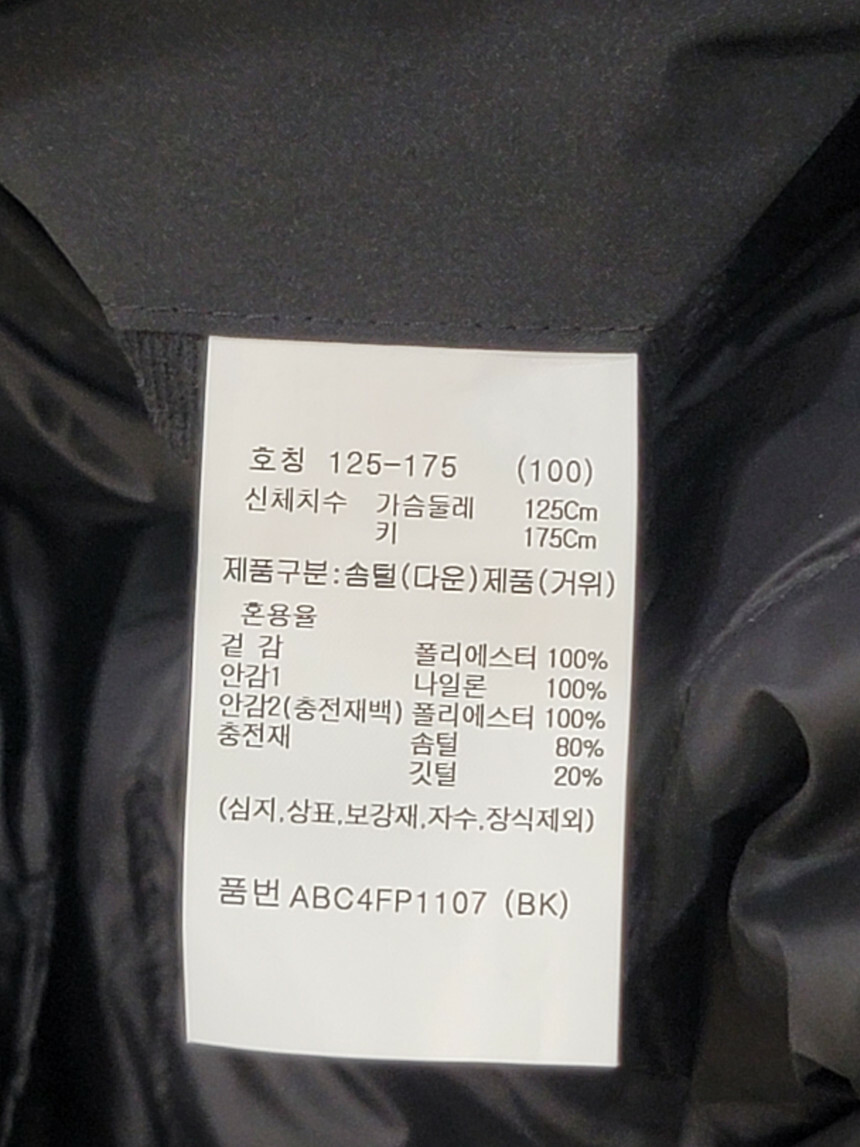 호칭 125-175 (100)
신체치수 가슴둘레 125Cm
키 175Cm
제품구분:솜털(다운)제품(거위)
혼용율
겉 감 폴리에스터 100%
안감1 나일론 100%
안감2(충전재백) 폴리에스터 100%
충전재 솜털 80%
깃털 20%
(심지,상표,보강재,자수,장식제외)
품번 ABC4FP1107 (BK)